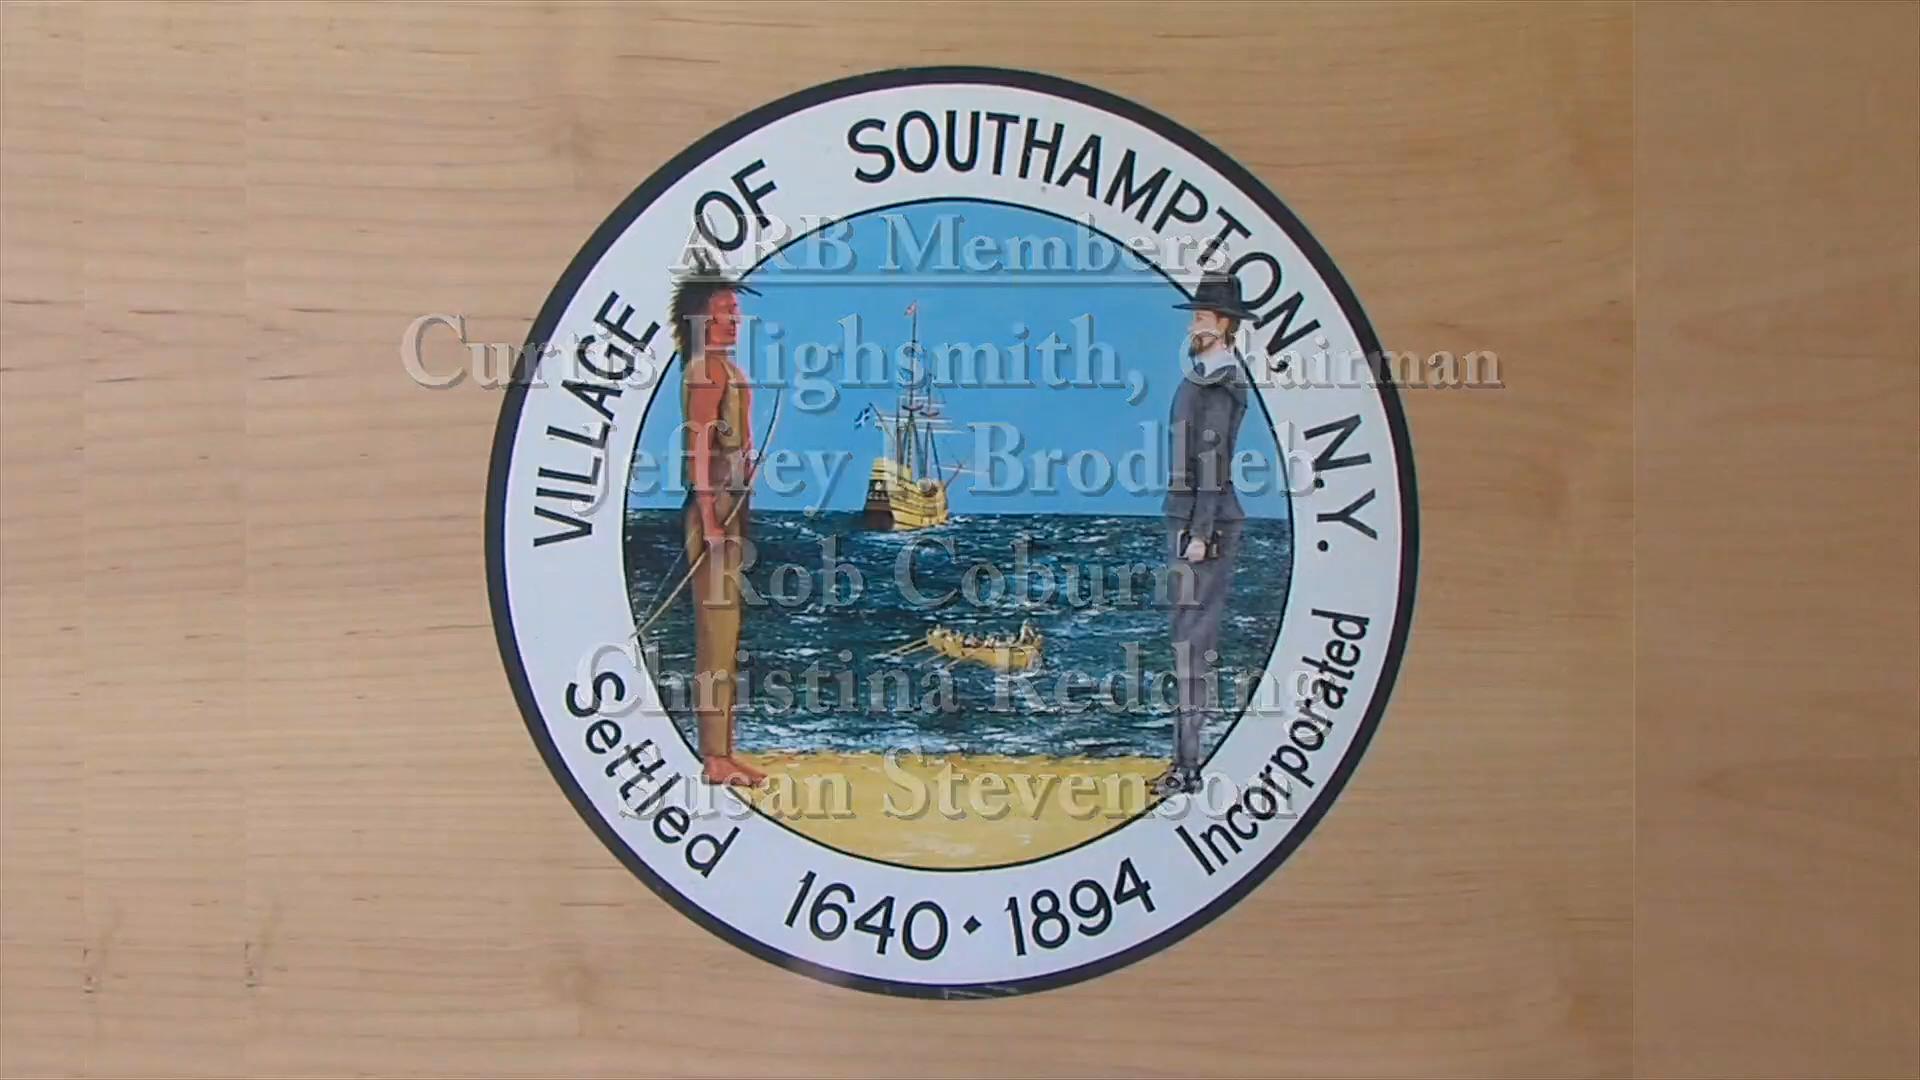 VILLAGE OF SOUTHAMPTON, N.Y.
ARB Members
Curtis Highsmith, Chairman
Jeffrey L. Brodlieb
Rob Coburn
Christina Redding
Susan Stevenson
Settled 1640 · 1894 Incorporated